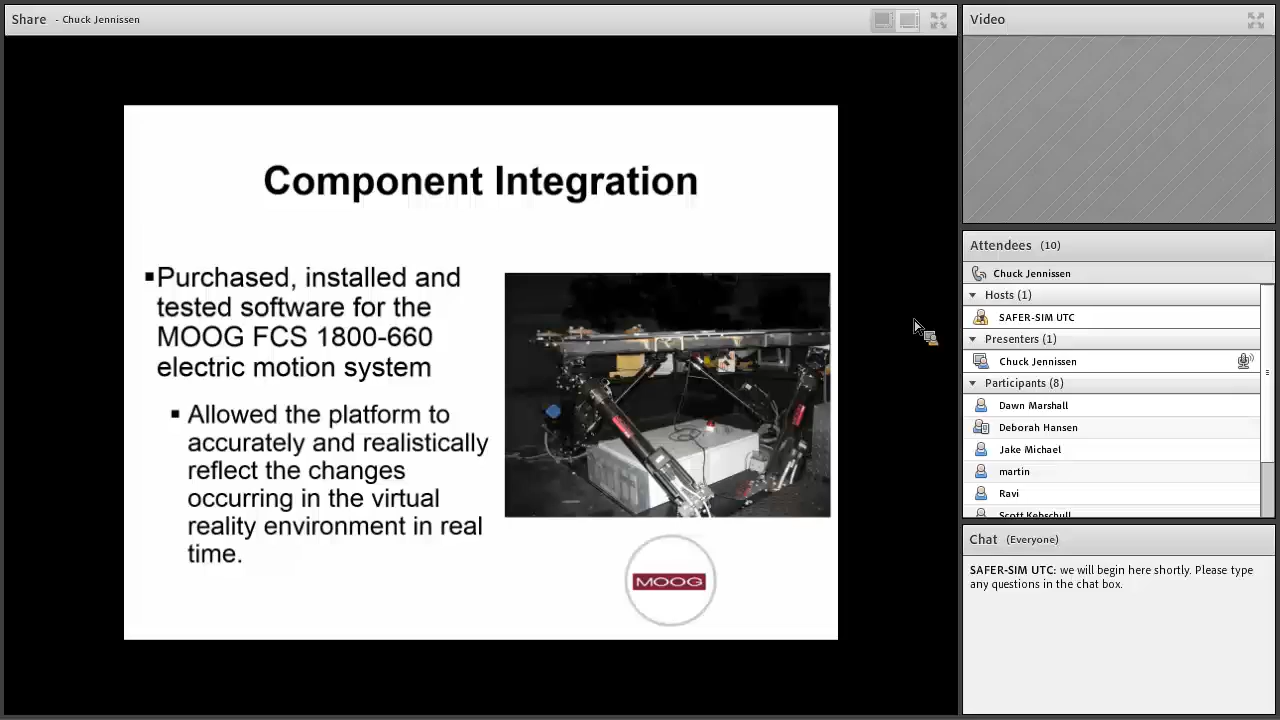 Share - Chuck Jennissen
Component Integration
▪Purchased, installed and
tested software for the
MOOG FCS 1800-660
electric motion system
▪ Allowed the platform to
accurately and realistically
reflect the changes
occurring in the virtual
reality environment in real
time.
MOOG
Video
Attendees (10)
Chuck Jennissen
Hosts (1)
SAFER-SIM UTC
Presenters (1)
Chuck Jennissen
Participants (8)
Dawn Marshall
Deborah Hansen
Jake Michael
martin
Ravi
Scott Kebschull
Chat (Everyone)
SAFER-SIM UTC: we will begin here shortly. Please type
any questions in the chat box.